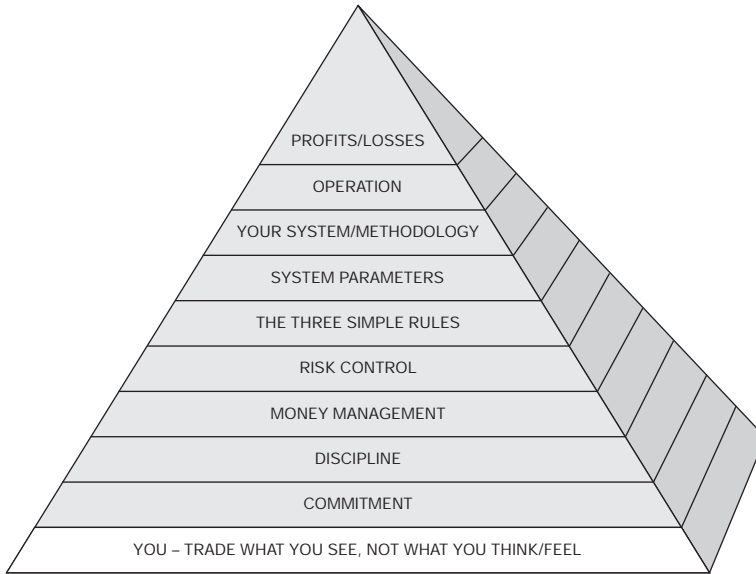 PROFITS/LOSSES
OPERATION
YOUR SYSTEM/METHODOLOGY
SYSTEM PARAMETERS
THE THREE SIMPLE RULES
RISK CONTROL
MONEY MANAGEMENT
DISCIPLINE
COMMITMENT
YOU – TRADE WHAT YOU SEE, NOT WHAT YOU THINK/FEEL